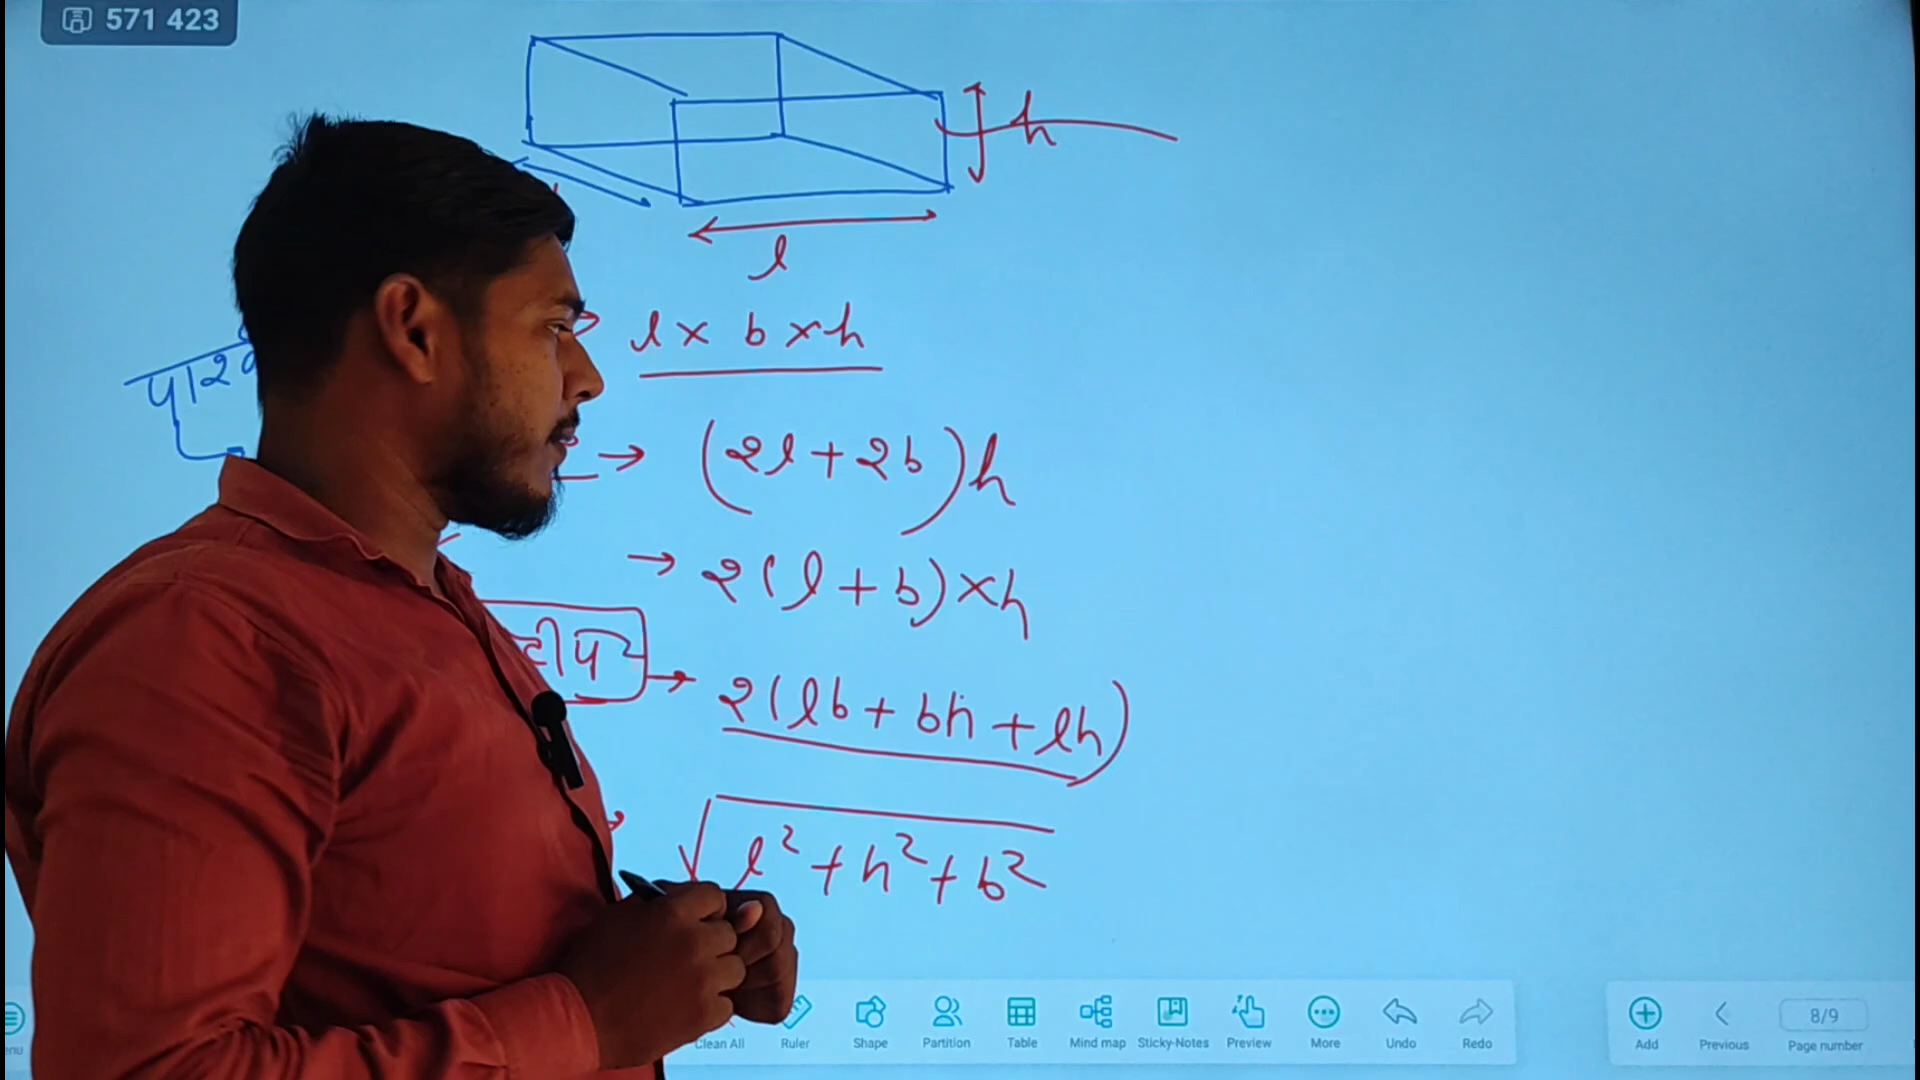 571 423
h
l
l × b × h
→ (2l + 2b)h
→ 2(l + b) × h
→ 2(lb + bh + lh)
√l² + h² + b²
Clean All Ruler Shape Partition Table Mind map Sticky-Notes Preview More Undo Redo Add Previous 8/9 Page number